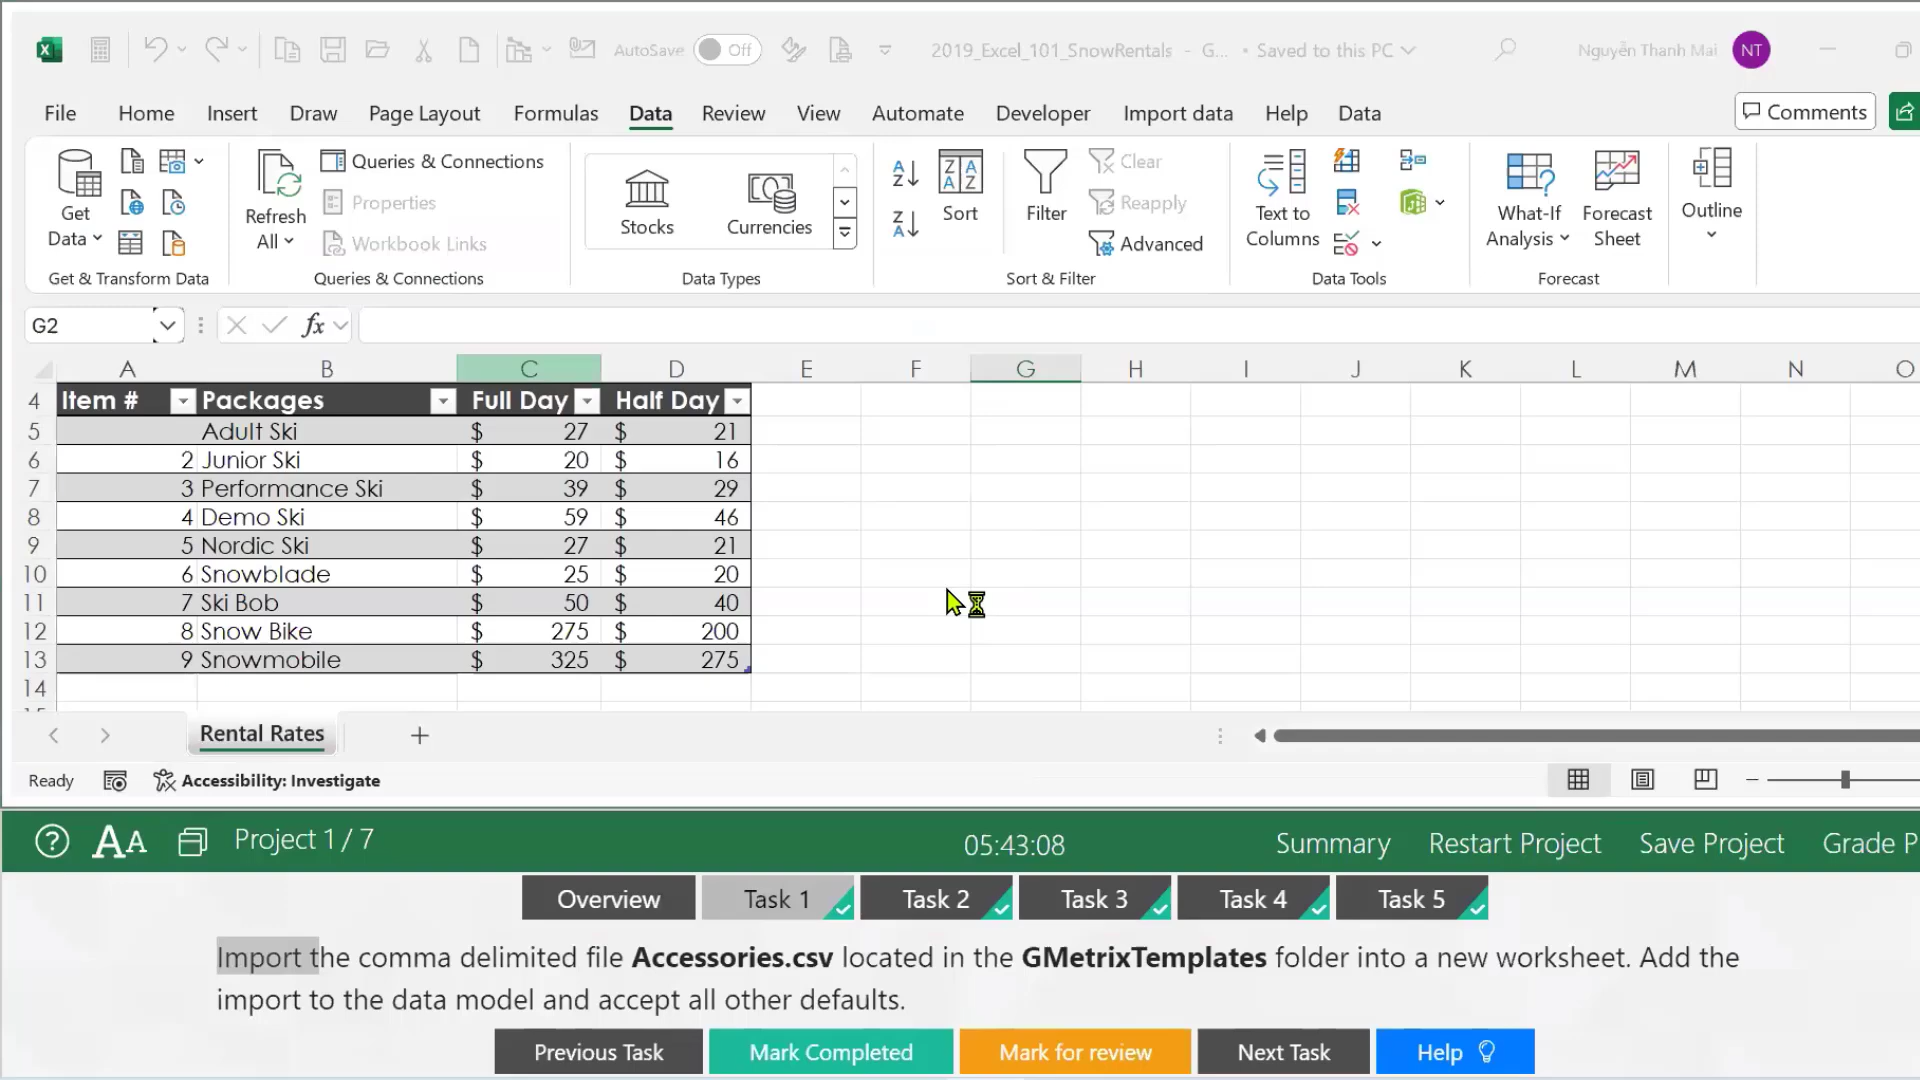 AutoSave Off 2019_Excel_101_SnowRentals - G... • Saved to this PC Nguyễn Thanh Mai NT
File Home Insert Draw Page Layout Formulas Data Review View Automate Developer Import data Help Data Comments
Get Data
Refresh All
Queries & Connections
Properties
Workbook Links
Stocks
Currencies
Sort
Filter
Clear
Reapply
Advanced
Text to Columns
What-If Analysis
Forecast Sheet
Outline
Get & Transform Data Queries & Connections Data Types Sort & Filter Data Tools Forecast
G2 fx
A B C D E F G H I J K L M N O
4 Item # Packages Full Day Half Day
5 Adult Ski $ 27 $ 21
6 2 Junior Ski $ 20 $ 16
7 3 Performance Ski $ 39 $ 29
8 4 Demo Ski $ 59 $ 46
9 5 Nordic Ski $ 27 $ 21
10 6 Snowblade $ 25 $ 20
11 7 Ski Bob $ 50 $ 40
12 8 Snow Bike $ 275 $ 200
13 9 Snowmobile $ 325 $ 275
14
Rental Rates
Ready Accessibility: Investigate
AA Project 1 / 7 05:43:08 Summary Restart Project Save Project Grade P
Overview Task 1 Task 2 Task 3 Task 4 Task 5
Import the comma delimited file Accessories.csv located in the GMetrixTemplates folder into a new worksheet. Add the
import to the data model and accept all other defaults.
Previous Task Mark Completed Mark for review Next Task Help